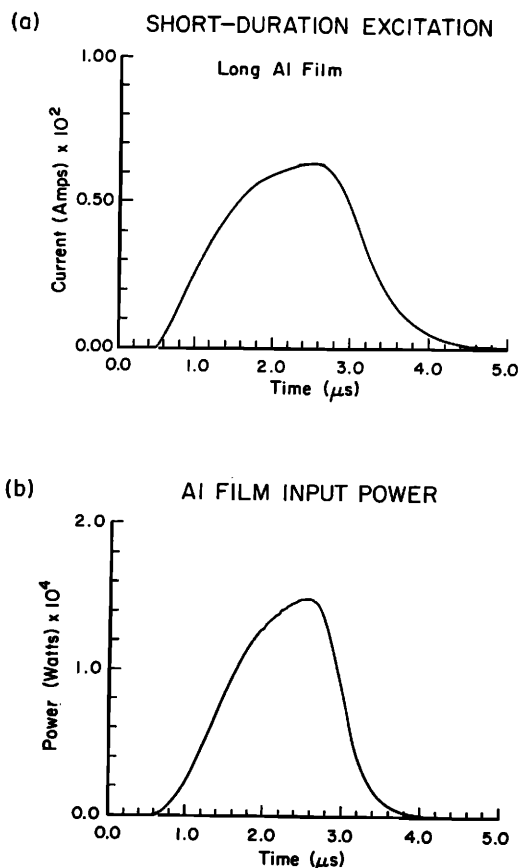 (a) SHORT-DURATION EXCITATION
Long Al Film
1.00
0.50
0.00
Current (Amps) x 10²
0.0 1.0 2.0 3.0 4.0 5.0
Time (μs)
(b) Al FILM INPUT POWER
2.0
1.0
0.0
Power (Watts) x 10⁴
0.0 1.0 2.0 3.0 4.0 5.0
Time (μs)